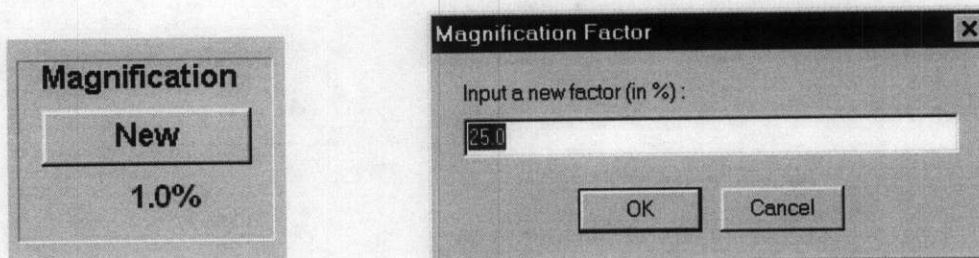 Magnification
New
1.0%
Magnification Factor
Input a new factor (in %) :
25.0
OK
Cancel